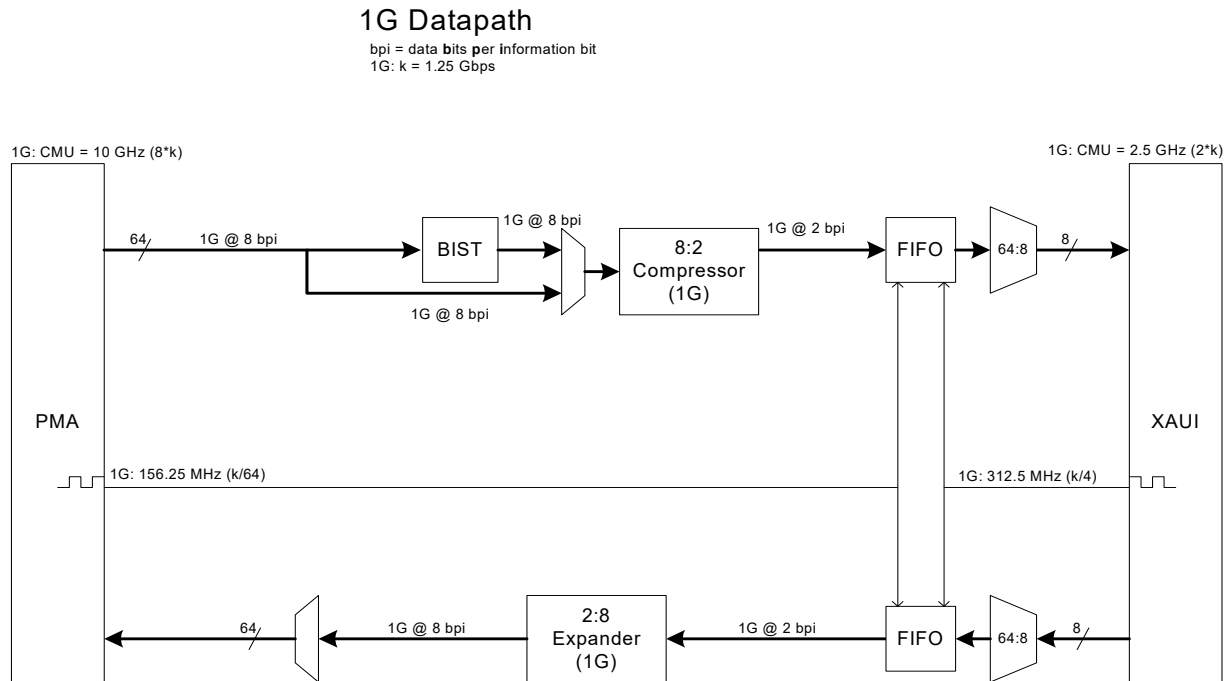 1G Datapath
bpi = data bits per information bit
1G: k = 1.25 Gbps
1G: CMU = 10 GHz (8*k)
1G: CMU = 2.5 GHz (2*k)
64
1G @ 8 bpi
BIST
1G @ 8 bpi
1G @ 8 bpi
8:2
Compressor
(1G)
1G @ 2 bpi
FIFO
64:8
8
PMA
XAUI
1G: 156.25 MHz (k/64)
1G: 312.5 MHz (k/4)
64
1G @ 8 bpi
2:8
Expander
(1G)
1G @ 2 bpi
FIFO
64:8
8